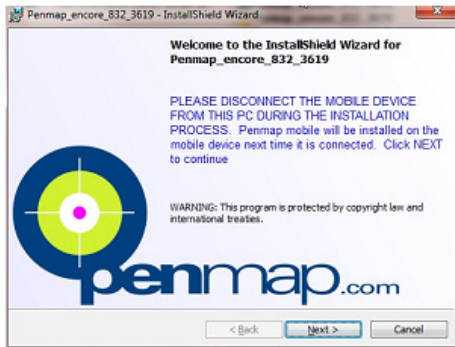 Penmap_encore_832_3619 - InstallShield Wizard
Welcome to the InstallShield Wizard for
Penmap_encore_832_3619
PLEASE DISCONNECT THE MOBILE DEVICE
FROM THIS PC DURING THE INSTALLATION
PROCESS. Penmap mobile will be installed on the
mobile device next time it is connected. Click NEXT
to continue
WARNING: This program is protected by copyright law and
international treaties.
penmap.com
< Back
Next >
Cancel